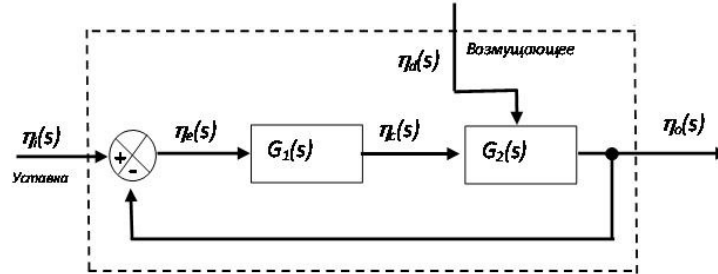 Возмущающее
η𝑑(s)
ηi(s)
ηe(s)
ηc(s)
ηo(s)
+
-
G₁(s)
G₂(s)
Уставка